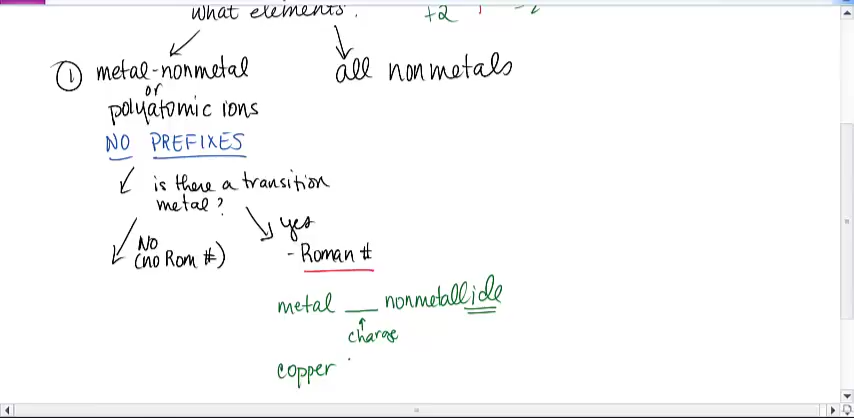 what elements.
+2
① metal-nonmetal
or
polyatomic ions
all nonmetals
NO PREFIXES
is there a transition
metal?
NO
(no Rom #)
yes
- Roman #
metal __ nonmetallide
charge
copper